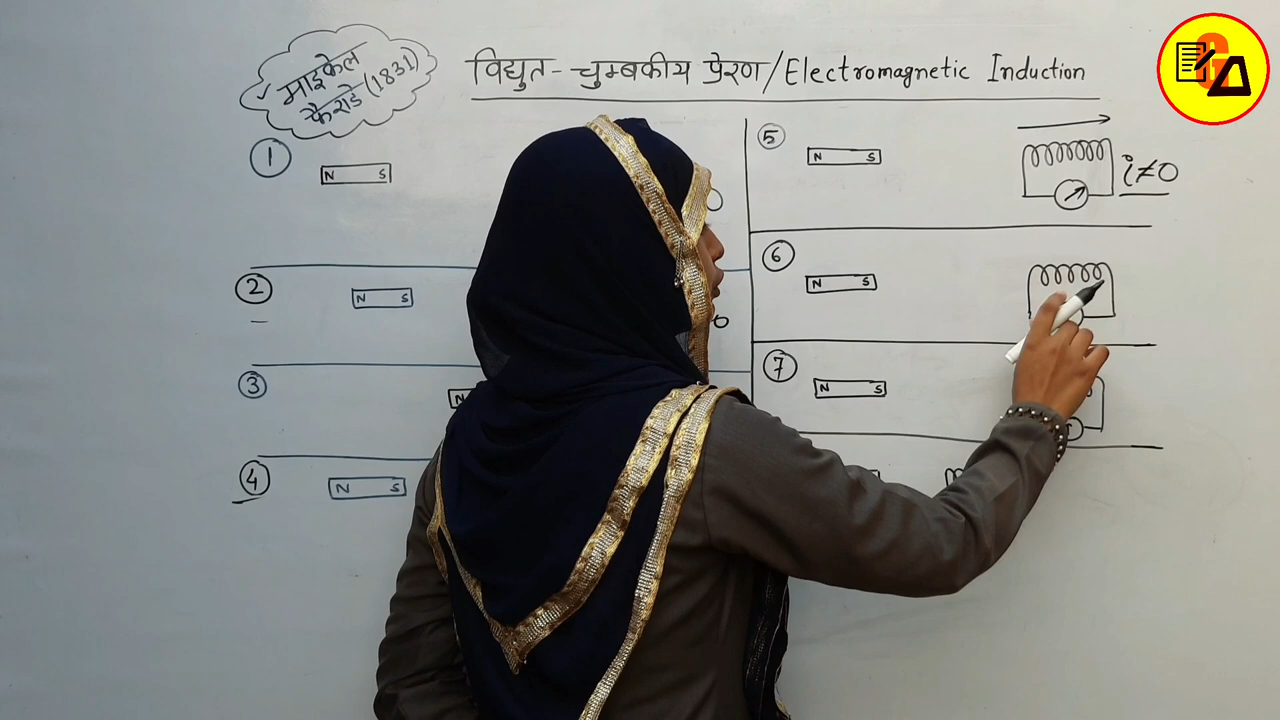 माइकेल
फैराडे (1831)
विद्युत - चुम्बकीय प्रेरण / Electromagnetic Induction
1
N S
2
N S
3
N
4
N S
5
N S
i≠0
6
N S
7
N S